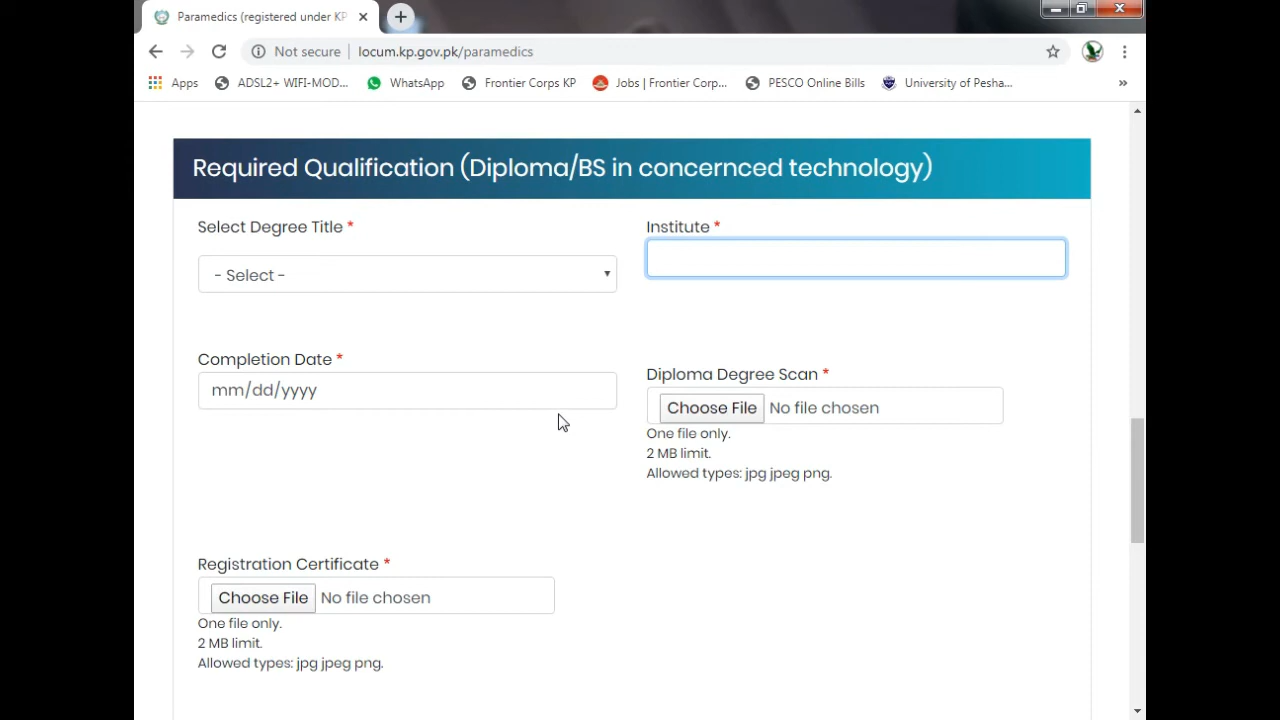 Paramedics (registered under KP
Not secure
locum.kp.gov.pk/paramedics
Apps
ADSL2+ WIFI-MOD...
WhatsApp
Frontier Corps KP
Jobs | Frontier Corp...
PESCO Online Bills
University of Pesha...
»
Required Qualification (Diploma/BS in concernced technology)
Select Degree Title *
Institute *
- Select -
Completion Date *
mm/dd/yyyy
Diploma Degree Scan *
Choose File No file chosen
One file only.
2 MB limit.
Allowed types: jpg jpeg png.
Registration Certificate *
Choose File No file chosen
One file only.
2 MB limit.
Allowed types: jpg jpeg png.